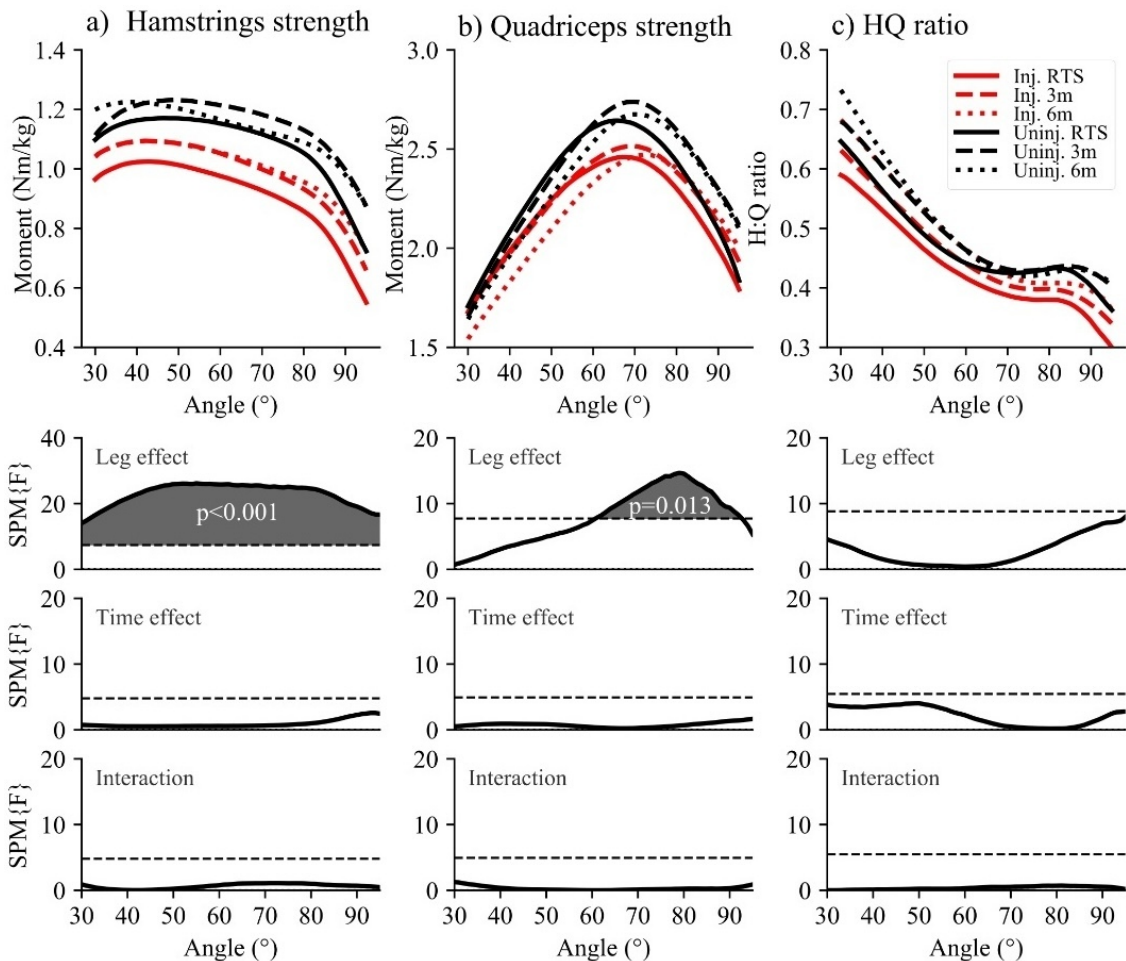 a) Hamstrings strength
b) Quadriceps strength
c) HQ ratio
1.4
1.2
1.0
0.8
0.6
0.4
Moment (Nm/kg)
30 40 50 60 70 80 90
Angle (°)
3.0
2.5
2.0
1.5
Moment (Nm/kg)
30 40 50 60 70 80 90
Angle (°)
0.8
0.7
0.6
0.5
0.4
0.3
H:Q ratio
30 40 50 60 70 80 90
Angle (°)
Inj. RTS
Inj. 3m
Inj. 6m
Uninj. RTS
Uninj. 3m
Uninj. 6m
40
20
0
SPM{F}
Leg effect
p<0.001
20
10
0
Leg effect
p=0.013
20
10
0
Leg effect
20
10
0
SPM{F}
Time effect
20
10
0
Time effect
20
10
0
Time effect
20
10
0
SPM{F}
Interaction
30 40 50 60 70 80 90
Angle (°)
20
10
0
Interaction
30 40 50 60 70 80 90
Angle (°)
20
10
0
Interaction
30 40 50 60 70 80 90
Angle (°)